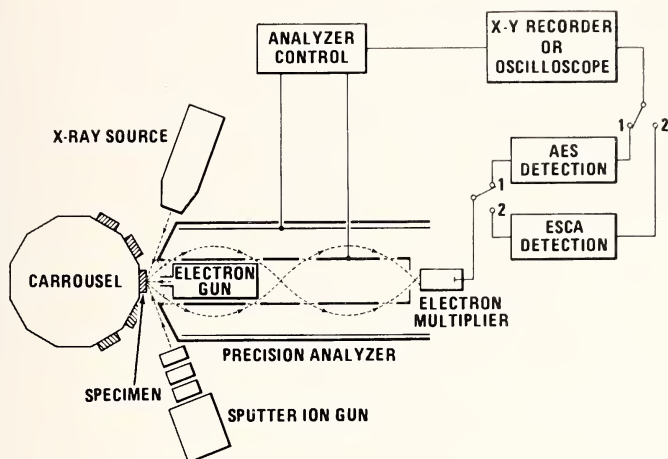 ANALYZER
CONTROL
X-Y RECORDER
OR
OSCILLOSCOPE
X-RAY SOURCE
1
2
AES
DETECTION
1
2
ESCA
DETECTION
CARROUSEL
ELECTRON
GUN
ELECTRON
MULTIPLIER
PRECISION ANALYZER
SPECIMEN
SPUTTER ION GUN